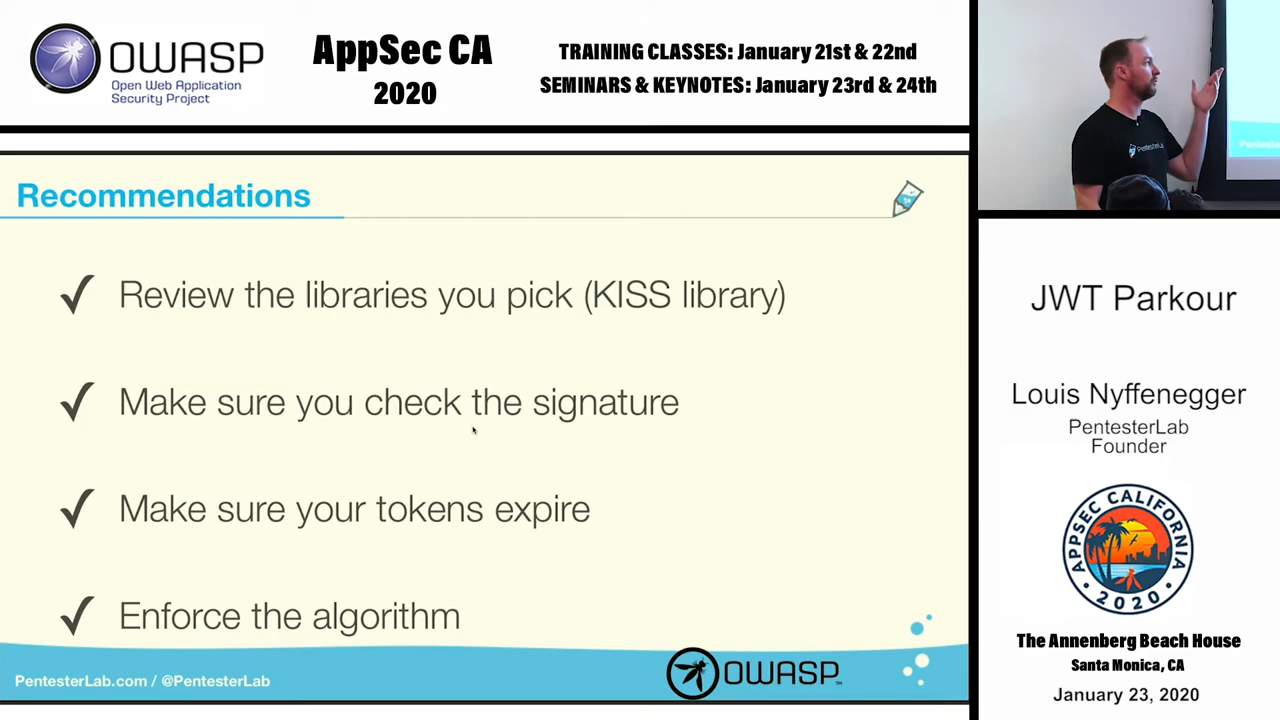 OWASP
Open Web Application
Security Project
AppSec CA
2020
TRAINING CLASSES: January 21st & 22nd
SEMINARS & KEYNOTES: January 23rd & 24th
Recommendations
✓ Review the libraries you pick (KISS library)
✓ Make sure you check the signature
✓ Make sure your tokens expire
✓ Enforce the algorithm
PentesterLab.com / @PentesterLab
OWASP™
PentesterLab
JWT Parkour
Louis Nyffenegger
PentesterLab
Founder
APPSEC CALIFORNIA
• 2020 •
The Annenberg Beach House
Santa Monica, CA
January 23, 2020